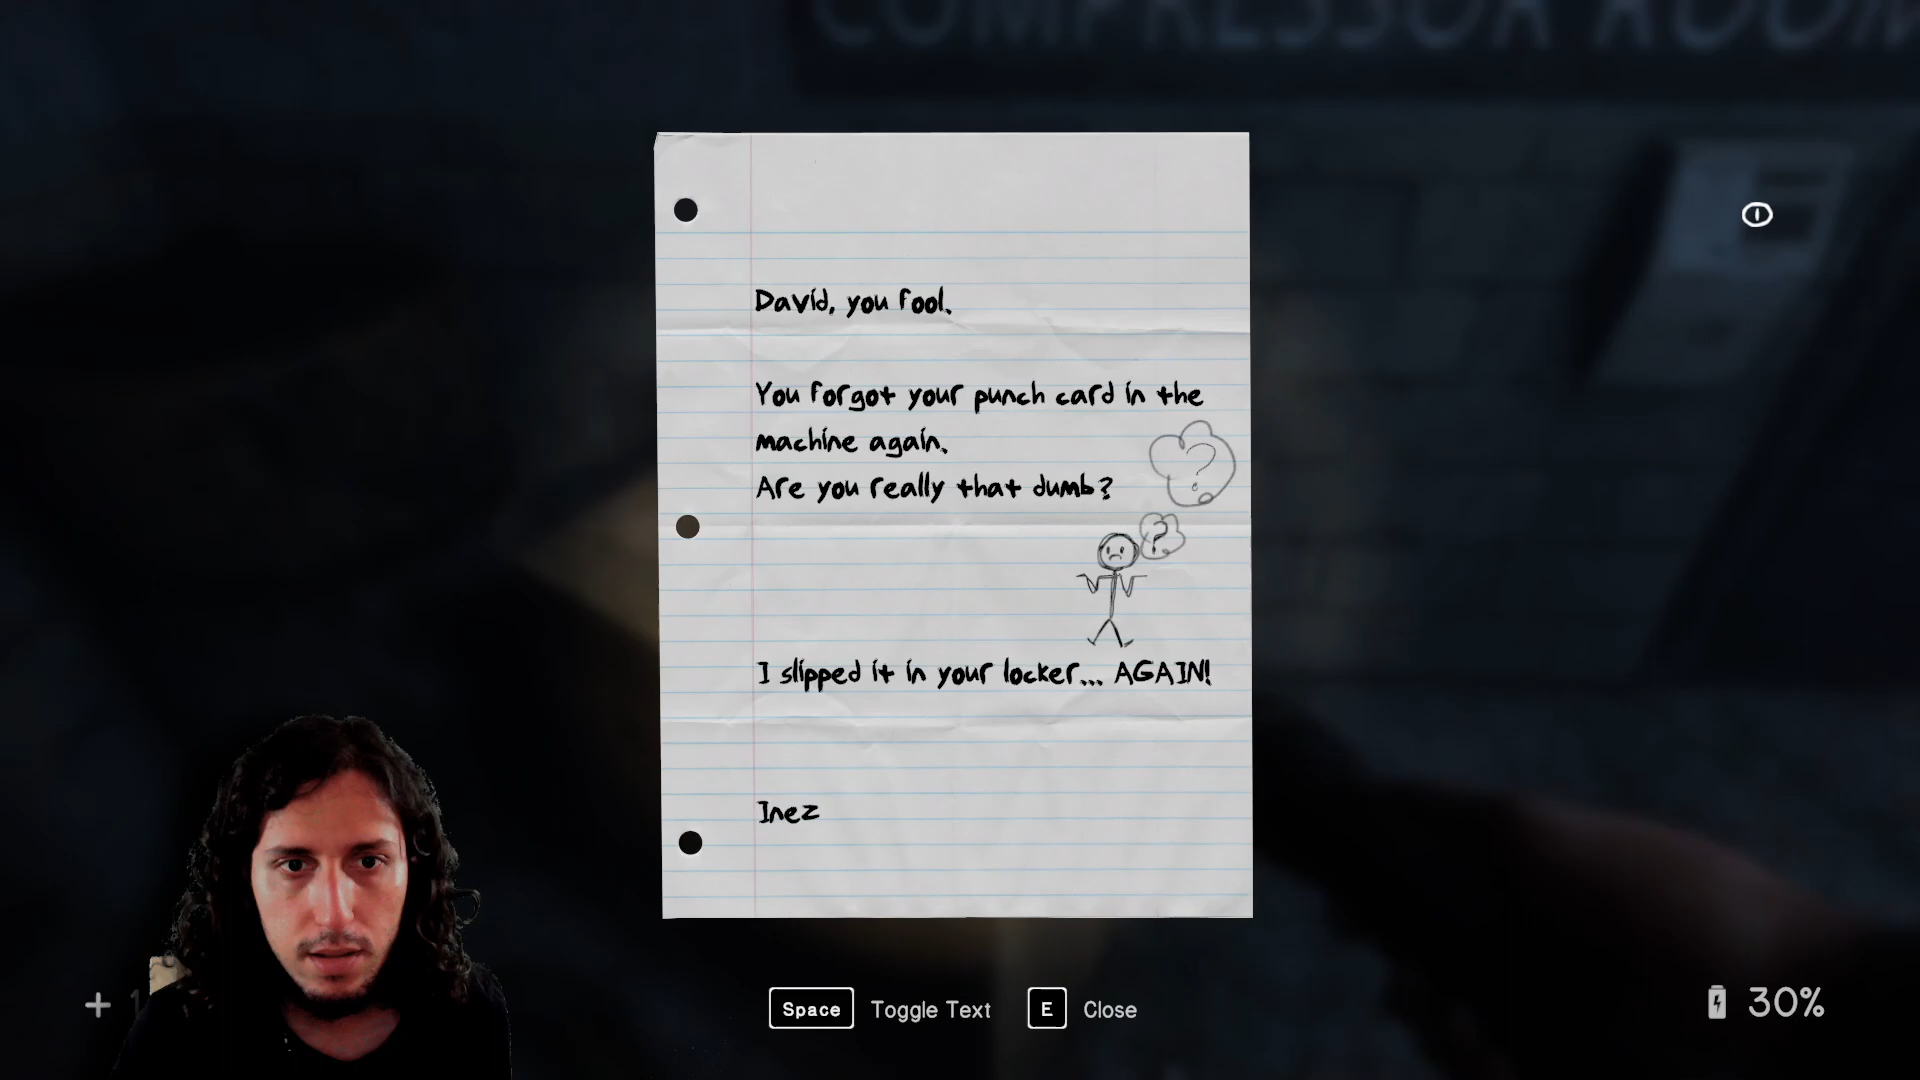 COMPRESSOR ROOM
David, you fool.
You forgot your punch card in the
machine again.
Are you really that dumb?
?
?
I slipped it in your locker... AGAIN!
Inez
Space Toggle Text E Close
30%